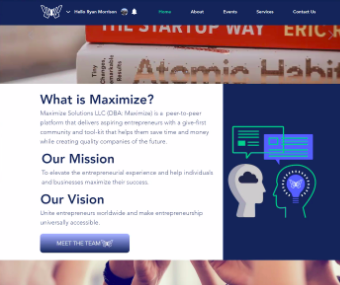 Hello Ryan Morrison
Home
About
Events
Services
Contact Us
THE STARTUP WAY
ERIC R
Tiny
Changes,
Remarkable
Results
Atomic Habi
What is Maximize?
Maximize Solutions LLC (DBA: Maximize) is a peer-to-peer
platform that delivers aspiring entrepreneurs with a give-first
community and tool-kit that helps them save time and money
while creating quality companies of the future.
Our Mission
To elevate the entrepreneurial experience and help individuals
and businesses maximize their success.
Our Vision
Unite entrepreneurs worldwide and make entrepreneurship
universally accessible.
MEET THE TEAM